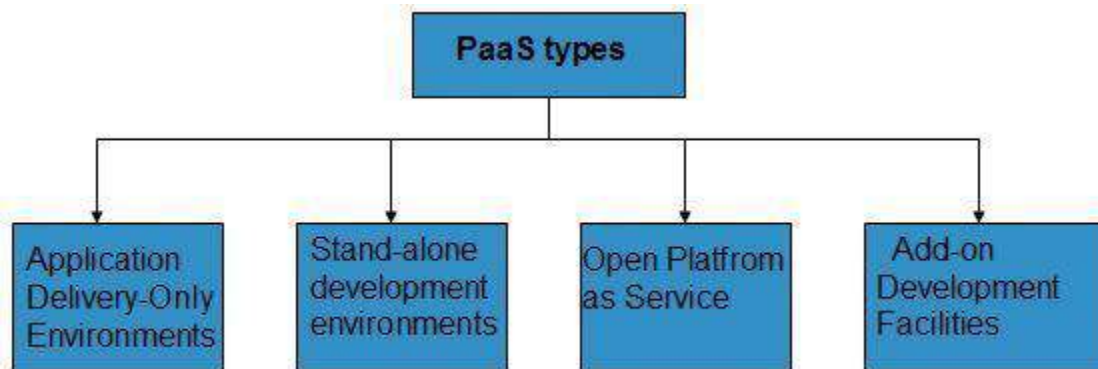 PaaS types
Application
Delivery-Only
Environments
Stand-alone
development
environments
Open Platfrom
as Service
Add-on
Development
Facilities